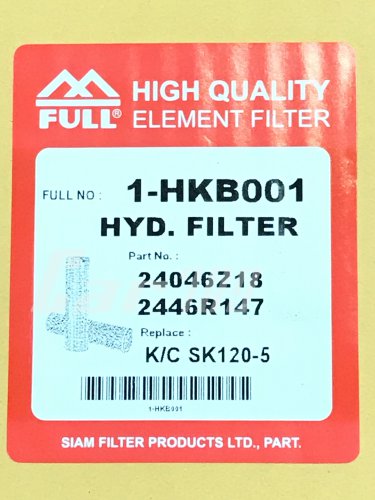 FULL®
HIGH QUALITY
ELEMENT FILTER
FULL NO : 1-HKB001
HYD. FILTER
Part No. :
24046Z18
2446R147
Replace :
K/C SK120-5
1-HKB001
SIAM FILTER PRODUCTS LTD., PART.